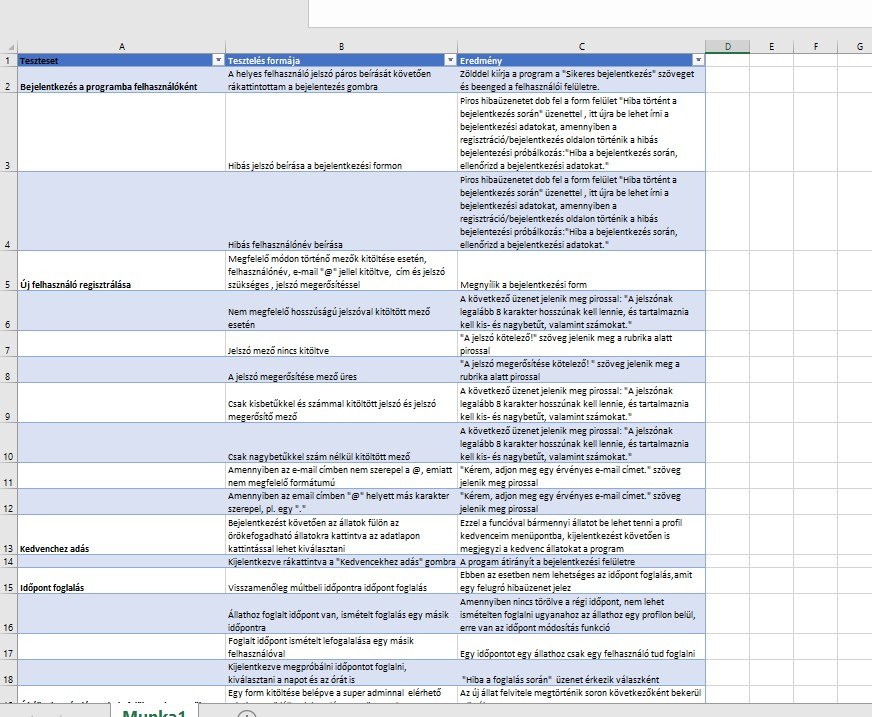 A B C D E F G
1 Teszteset Tesztelés formája Eredmény
2 Bejelentkezés a programba felhasználóként
A helyes felhasználó jelszó páros beírását követően
rákattintottam a bejelentezés gombra
Zölddel kiírja a program a "Sikeres bejelentkezés" szöveget
és beenged a felhasználói felületre.
3 Hibás jelszó beírása a bejelentkezési formon
Piros hibaüzenetez dob fel a form felület "Hiba történt a
bejelentkezés során" üzenettel , itt újra be lehet írni a
bejelentkezési adatokat, amennyiben a
regisztráció/bejelentkezés oldalon történik a hibás
bejelentezési próbálkozás:"Hiba a bejelentkezés során,
ellenőrizd a bejelentkezési adatokat."
4 Hibás felhasználónév beírása
Piros hibaüzenetet dob fel a form felület "Hiba történt a
bejelentkezés során" üzenettel , itt újra be lehet írni a
bejelentkezési adatokat, amennyiben a
regisztráció/bejelentkezés oldalon történik a hibás
bejelentezési próbálkozás:"Hiba a bejelentkezés során,
ellenőrizd a bejelentkezési adatokat."
5 Új felhasználó regisztrálása
Megfelelő módon történő mezők kitöltése esetén,
felhasználónév, e-mail "@" jellel kitöltve, cím és jelszó
szükséges , jelszó megerősítéssel
Megnyílik a bejelentkezési form
6 Nem megfelelő hosszúságú jelszóval kitöltött mező
esetén
A következő üzenet jelenik meg pirossal: "A jelszónak
legalább 8 karakter hosszúnak kell lennie, és tartalmaznia
kell kis- és nagybetűt, valamint számokat."
7 Jelszó mező nincs kitöltve
"A jelszó kötelező!" szöveg jelenik meg a rubrika alatt
pirossal
8 A jelszó megerősítése mező üres
"A jelszó megerősítése kötelező! " szöveg jelenik meg a
rubrika alatt pirossal
9 Csak kisbetűkkel és számmal kitöltött jelszó és jelszó
megerősítő mező
A következő üzenet jelenik meg pirossal: "A jelszónak
legalább 8 karakter hosszúnak kell lennie, és tartalmaznia
kell kis- és nagybetűt, valamint számokat."
10 Csak nagybetűkkel szám nélkül kitöltött mező
A következő üzenet jelenik meg pirossal: "A jelszónak
legalább 8 karakter hosszúnak kell lennie, és tartalmaznia
kell kis- és nagybetűt, valamint számokat."
11 Amennyiben az e-mail címben nem szerepel a @, emiatt
nem megfelelő formátumú
"Kérem, adjon meg egy érvényes e-mail címet." szöveg
jelenik meg pirossal
12 Amennyiben az email címben "@" helyett más karakter
szerepel, pl. egy "."
"Kérem, adjon meg egy érvényes e-mail címet." szöveg
jelenik meg pirossal
13 Kedvenchez adás
Bejelentkezést követően az állatok fülön az
örökefogadható állatokra kattintva az adatlapon
kattintással lehet kiválasztani
Ezzel a funcióval bármennyi állatot be lehet tenni a profil
kedvenceim menüpontba, kijelentkezést követően is
megjegyzi a kedvenc állatokat a program
14 Kijelentkezve rákattintva a "Kedvencekhez adás" gombra A progam átirányít a bejelentkezési felületre
15 Időpont foglalás Visszamenőleg múltbeli időpontra időpont foglalás
Ebben az esetben nem lehetséges az időpont foglalás,amit
egy felugró hibaüzenet jelez
16 Állathoz foglalt időpont van, ismételt foglalás egy másik
időpontra
Amennyiben nincs törölve a régi időpont, nem lehet
ismételten foglalni ugyanahoz az állathoz egy profilon belül,
erre van az időpont módosítás funkció
17 Foglalt időpont ismételt lefogalalása egy másik
felhasználóval
Egy időpontot egy állathoz csak egy felhasználó tud foglalni
18 Kijelentkezve megpróbálni időpontot foglalni,
kiválasztani a napot és az órát is
"Hiba a foglalás során" üzenet érkezik válaszként
Egy form kitöltése belépve a super adminnal elérhető
Az új állat felvitele megtörténik soron következőként bekerül
Munka1